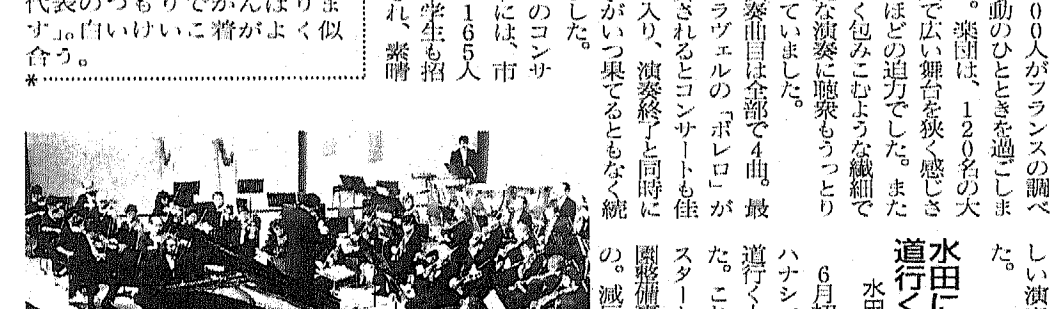 00人がフランスの調べ
動のひとときを過ごしま
。楽団は、120名の大
で広い舞台を狭く感じさ
ほどの迫力でした。また
く包みこむような繊細で
な演奏に聴衆もうっとり
ていました。
奏曲目は全部で4曲。最
ラヴェルの「ボレロ」が
されるとコンサートも佳
入り、演奏終了と同時に
がいつ果てるともなく続
した。
のコンサ
には、市
165人
学生も招
れ、素晴
しい演
た。
水田に
道行く
水田
6月初
ハナシ
道行く
た。こ
スター
園整備
の。減
代表のつもりでがんばりま
す」。白いけいこ着がよく似
合う。
*